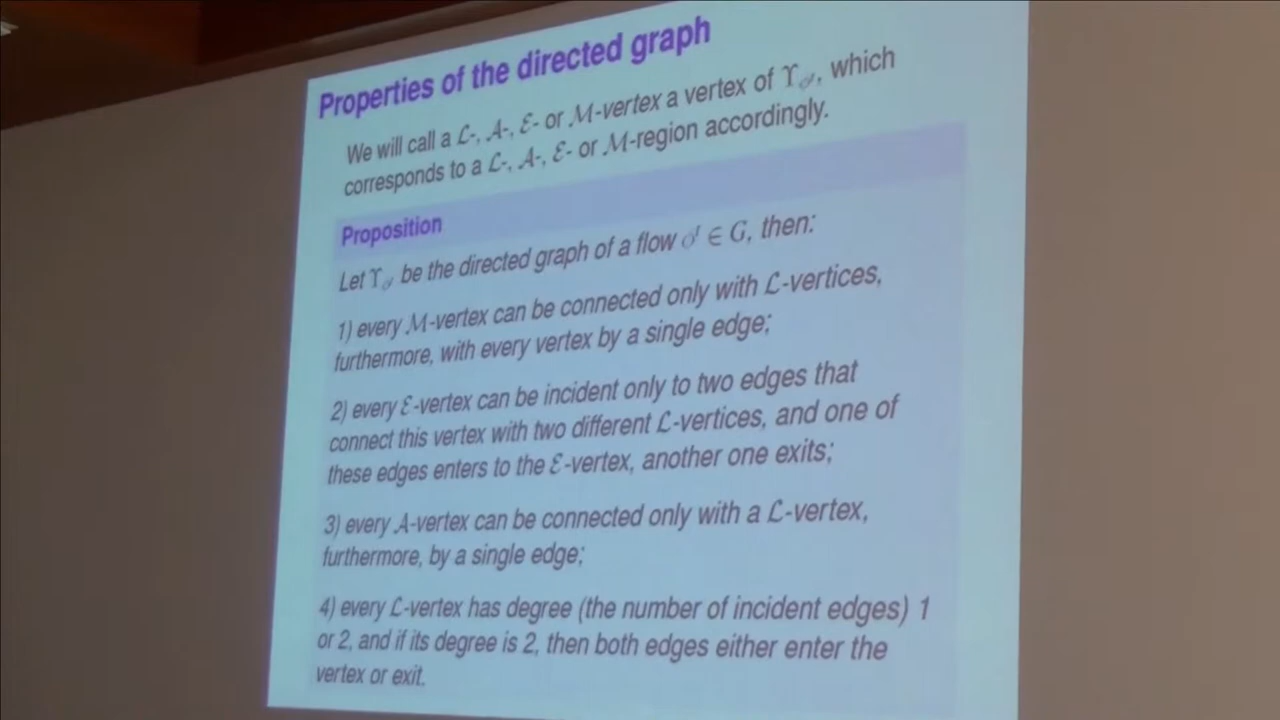 Properties of the directed graph
We will call a ℒ-, 𝒜-, ℰ- or ℳ-vertex a vertex of ϒ, which
corresponds to a ℒ-, 𝒜-, ℰ- or ℳ-region accordingly.
Proposition
Let ϒ be the directed graph of a flow ∈ G, then:
1) every ℳ-vertex can be connected only with ℒ-vertices,
furthermore, with every vertex by a single edge;
2) every ℰ-vertex can be incident only to two edges that
connect this vertex with two different ℒ-vertices, and one of
these edges enters to the ℰ-vertex, another one exits;
3) every 𝒜-vertex can be connected only with a ℒ-vertex,
furthermore, by a single edge;
4) every ℒ-vertex has degree (the number of incident edges) 1
or 2, and if its degree is 2, then both edges either enter the
vertex or exit.